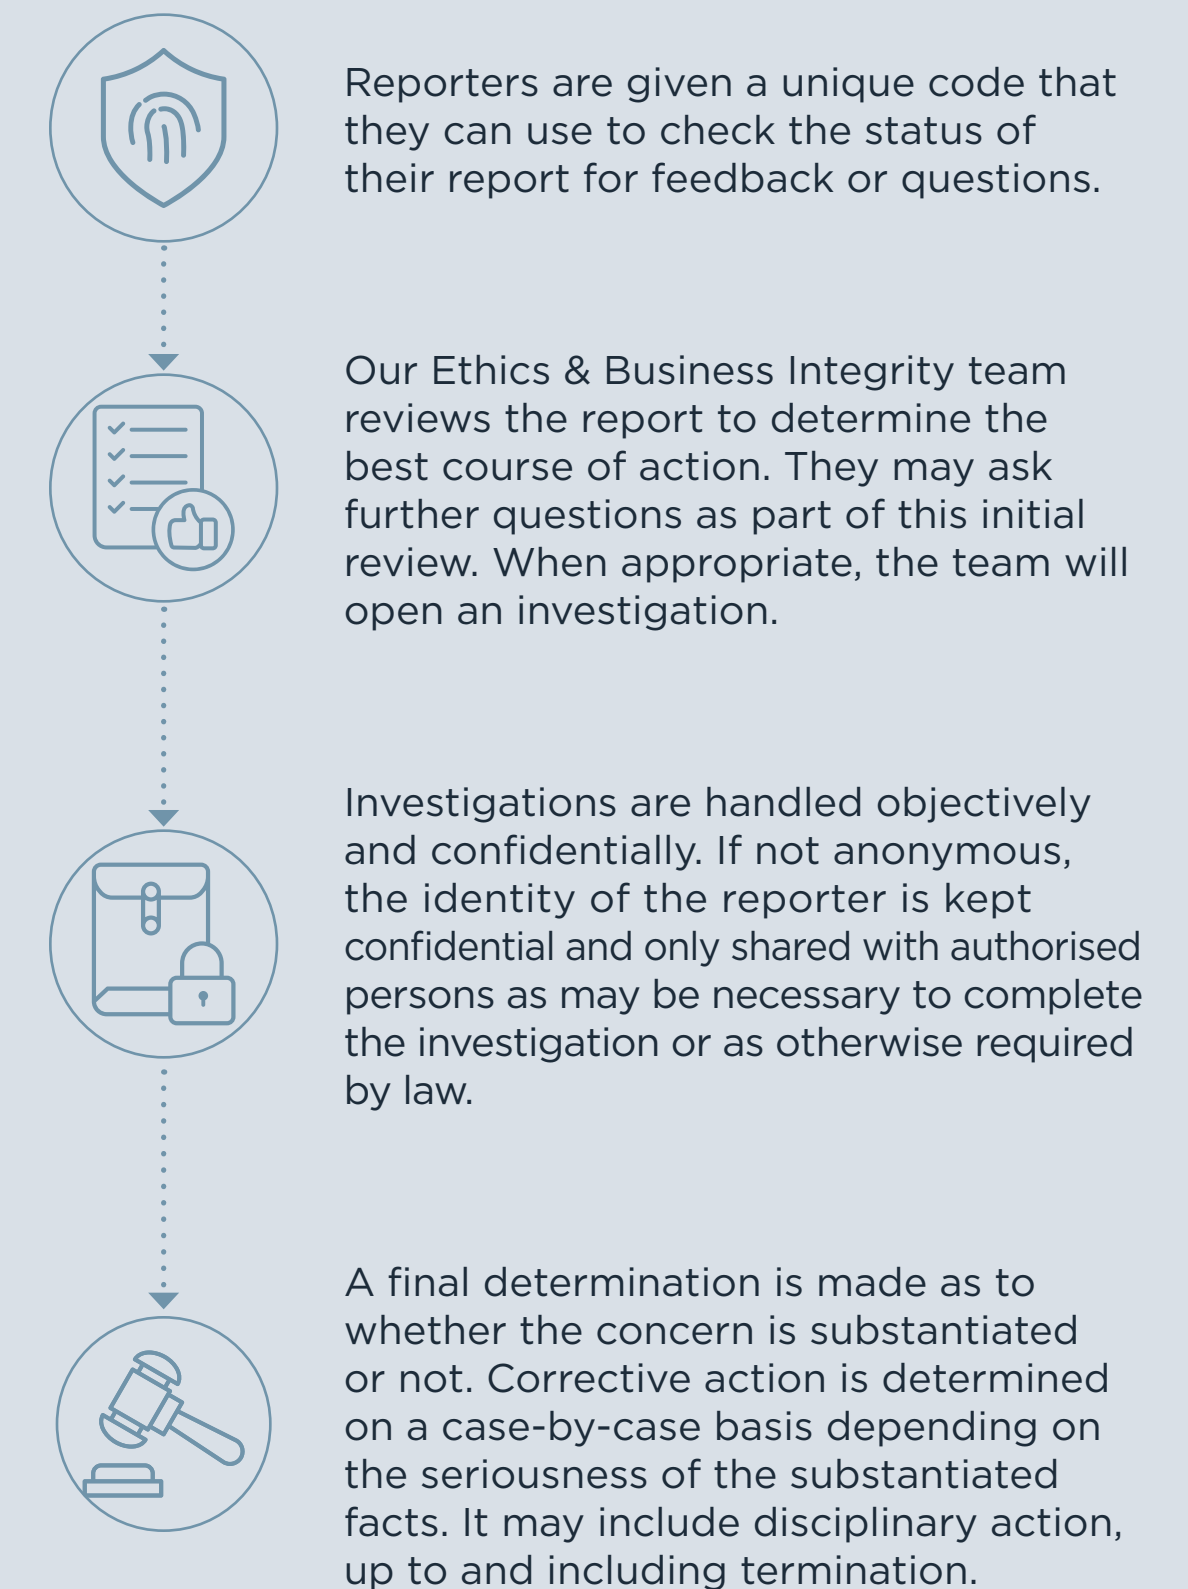 Reporters are given a unique code that
they can use to check the status of
their report for feedback or questions.
Our Ethics & Business Integrity team
reviews the report to determine the
best course of action. They may ask
further questions as part of this initial
review. When appropriate, the team will
open an investigation.
Investigations are handled objectively
and confidentially. If not anonymous,
the identity of the reporter is kept
confidential and only shared with authorised
persons as may be necessary to complete
the investigation or as otherwise required
by law.
A final determination is made as to
whether the concern is substantiated
or not. Corrective action is determined
on a case-by-case basis depending on
the seriousness of the substantiated
facts. It may include disciplinary action,
up to and including termination.